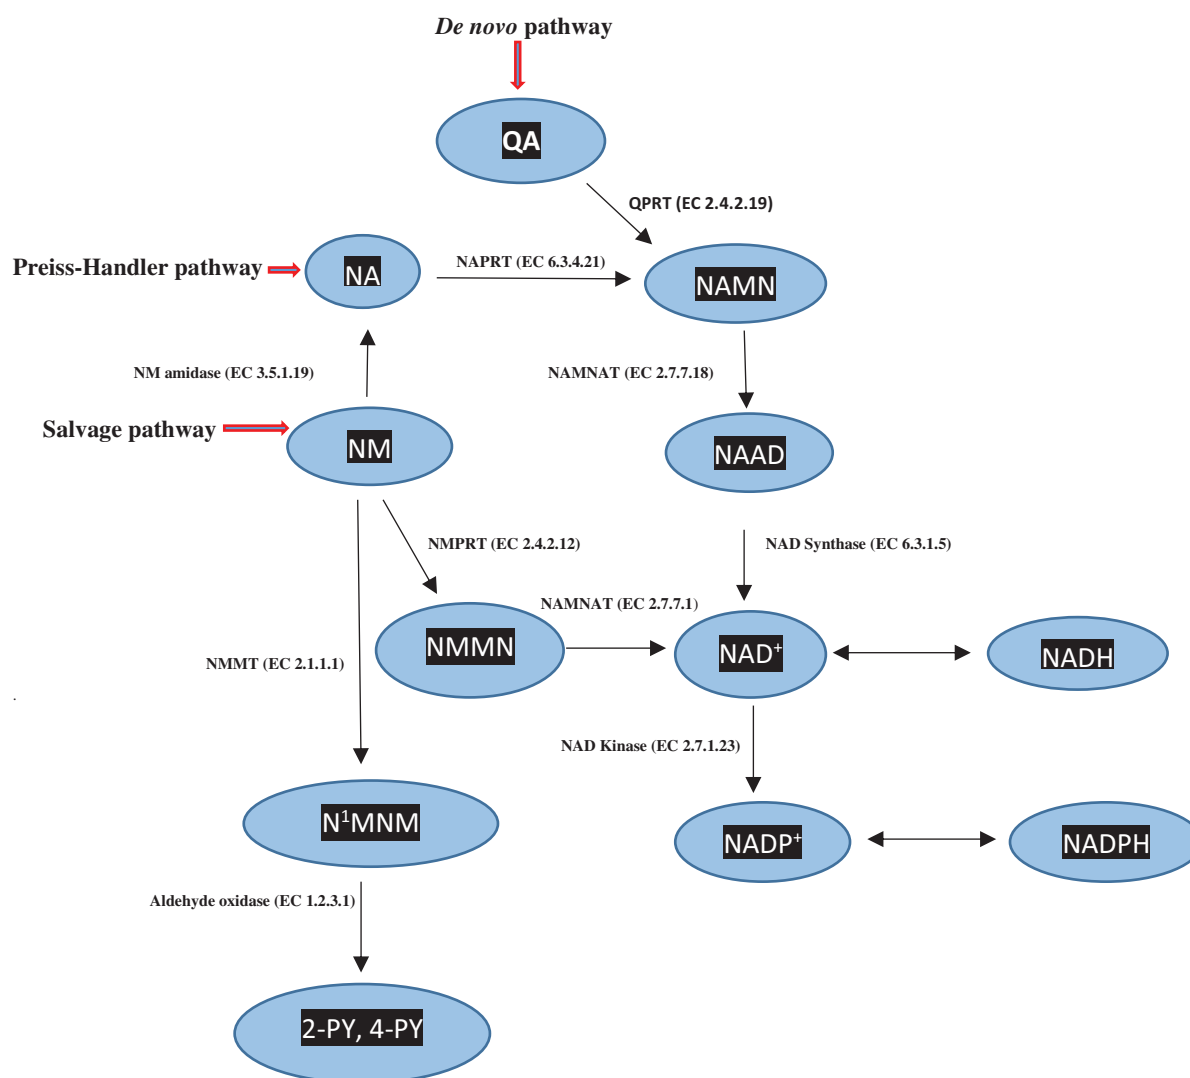 De novo pathway
QA
QPRT (EC 2.4.2.19)
Preiss-Handler pathway
NA
NAPRT (EC 6.3.4.21)
NAMN
NM amidase (EC 3.5.1.19)
NAMNAT (EC 2.7.7.18)
Salvage pathway
NM
NAAD
NMPRT (EC 2.4.2.12)
NAD Synthase (EC 6.3.1.5)
NAMNAT (EC 2.7.7.1)
NMMT (EC 2.1.1.1)
NMMN
NAD⁺
NADH
NAD Kinase (EC 2.7.1.23)
N¹MNM
NADP⁺
NADPH
Aldehyde oxidase (EC 1.2.3.1)
2-PY, 4-PY